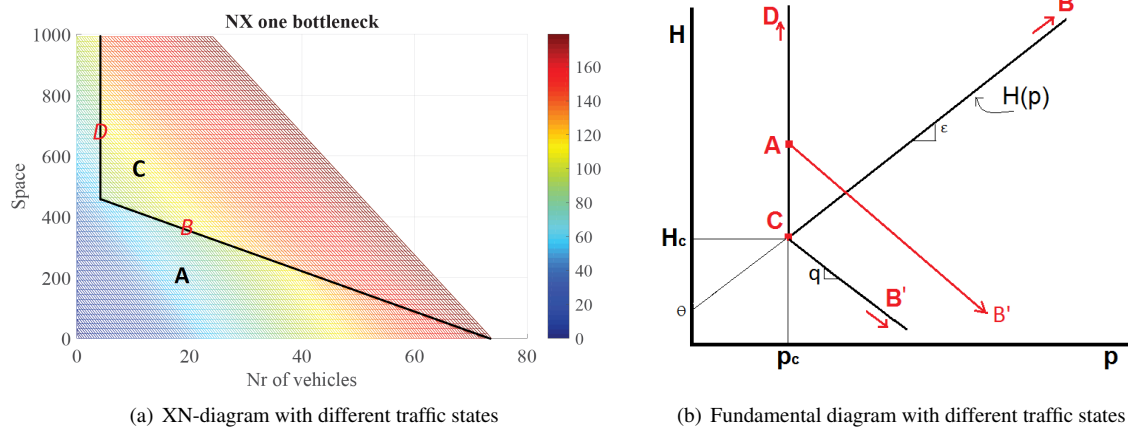 NX one bottleneck
1000
800
600
400
200
0
Space
0
20
40
60
80
Nr of vehicles
D
C
B
A
160
140
120
100
80
60
40
20
0
(a) XN-diagram with different traffic states
H
D
B
H(p)
ε
A
C
Hc
q
B'
B'
θ
pc
p
(b) Fundamental diagram with different traffic states